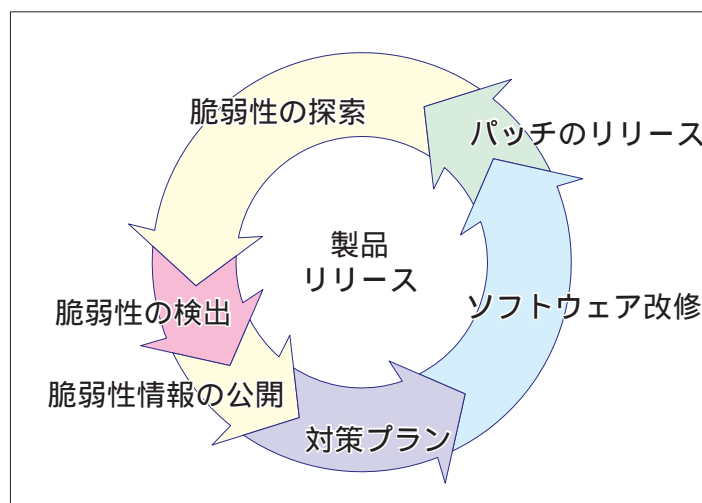 脆弱性の探索
パッチのリリース
製品
リリース
ソフトウェア改修
脆弱性の検出
脆弱性情報の公開
対策プラン